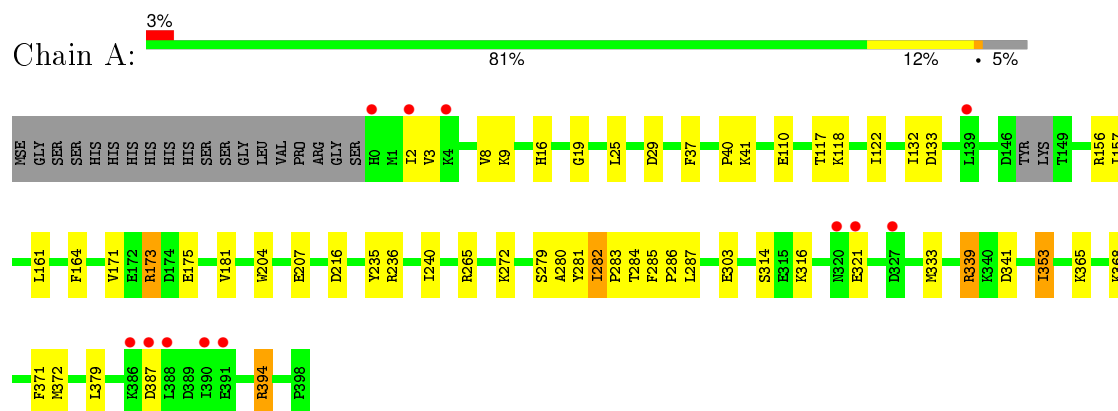 3%
Chain A:
81% 12% • 5%
MSE GLY SER SER HIS HIS HIS HIS HIS HIS SER SER GLY LEU VAL PRO ARG GLY SER H0 M1 I2 V3 K4 V8 K9 H16 G19 L25 D29 F37 P40 K41 E110 T117 K118 I122 I132 D133 L139 D146 TYR LYS T149 R156
L161 F164 V171 E172 R173 D174 E175 V181 W204 E207 D216 Y235 R236 I240 R265 K272 S279 A280 Y281 I282 P283 T284 F285 P286 L287 E303 S314 E315 K316 N320 E321 D327 M333 R339 K340 D341 I353 K365 K368
F371 M372 L379 K386 D387 L388 D389 I390 E391 R394 P398